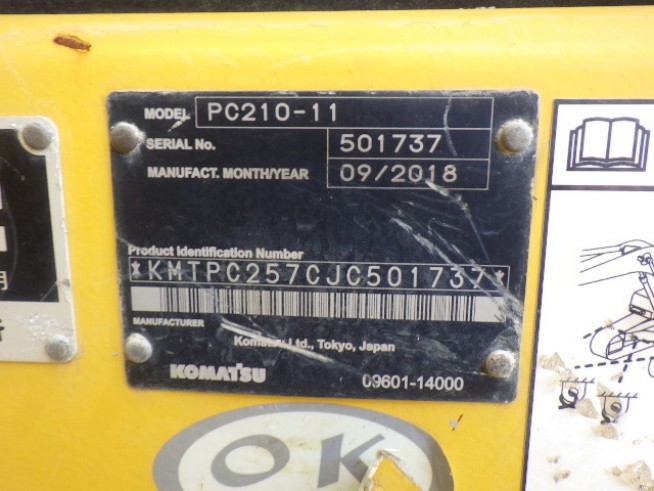 MODEL PC210-11
SERIAL No. 501737
MANUFACT. MONTH/YEAR 09/2018
Product Identification Number
*KMTPC257CJC501737*
MANUFACTURER
Komatsu Ltd., Tokyo, Japan
KOMATSU 09601-14000
OK
月